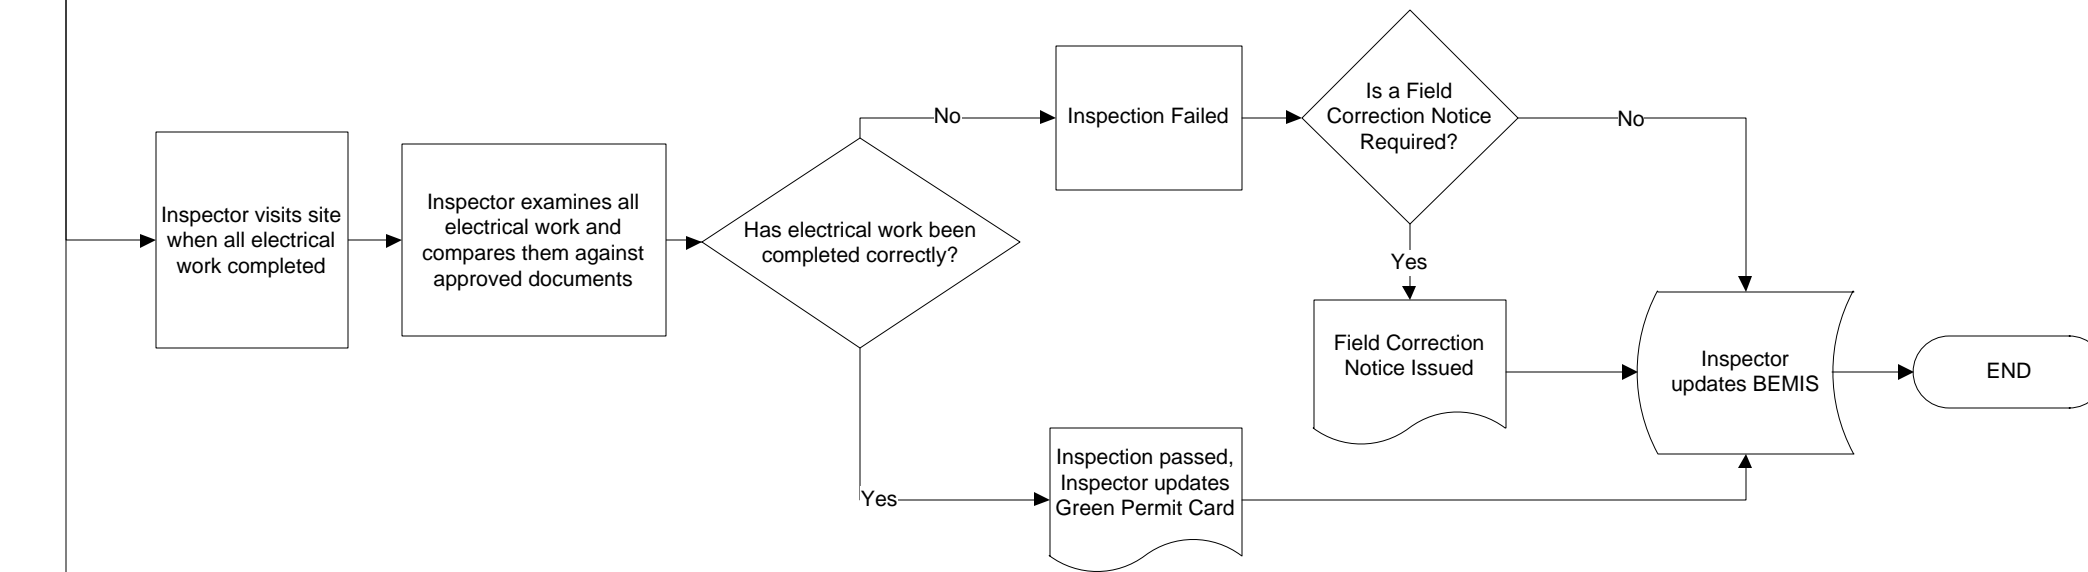 Inspector visits site
when all electrical
work completed
Inspector examines all
electrical work and
compares them against
approved documents
Has electrical work been
completed correctly?
No
Inspection Failed
Is a Field
Correction Notice
Required?
No
Yes
Field Correction
Notice Issued
Yes
Inspection passed,
Inspector updates
Green Permit Card
Inspector
updates BEMIS
END